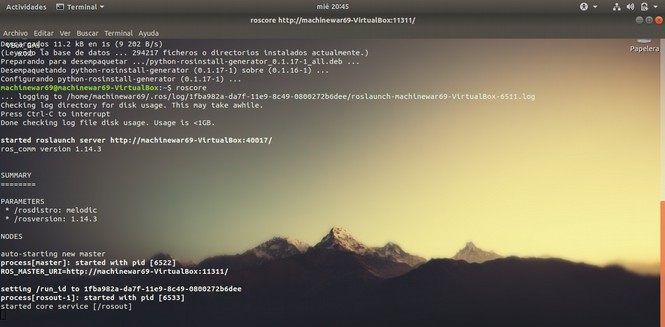 Actividades
Terminal
mié 20:45
roscore http://machinewar69-VirtualBox:11311/
Archivo Editar Ver Buscar Terminal Ayuda
Papelera
Descargados 11.2 kB en 1s (9 202 B/s)
(Leyendo la base de datos ... 294217 ficheros o directorios instalados actualmente.)
Preparando para desempaquetar .../python-rosinstall-generator_0.1.17-1_all.deb ...
Desempaquetando python-rosinstall-generator (0.1.17-1) sobre (0.1.16-1) ...
Configurando python-rosinstall-generator (0.1.17-1) ...
machinewar69@machinewar69-VirtualBox:~$ roscore
... logging to /home/machinewar69/.ros/log/1fba982a-da7f-11e9-8c49-0800272b6dee/roslaunch-machinewar69-VirtualBox-6511.log
Checking log directory for disk usage. This may take awhile.
Press Ctrl-C to interrupt
Done checking log file disk usage. Usage is <1GB.
started roslaunch server http://machinewar69-VirtualBox:40017/
ros_comm version 1.14.3
SUMMARY
========
PARAMETERS
* /rosdistro: melodic
* /rosversion: 1.14.3
NODES
auto-starting new master
process[master]: started with pid [6522]
ROS_MASTER_URI=http://machinewar69-VirtualBox:11311/
setting /run_id to 1fba982a-da7f-11e9-8c49-0800272b6dee
process[rosout-1]: started with pid [6533]
started core service [/rosout]